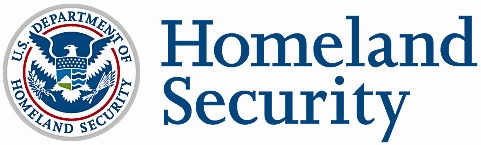 U.S. DEPARTMENT OF
HOMELAND SECURITY
Homeland
Security